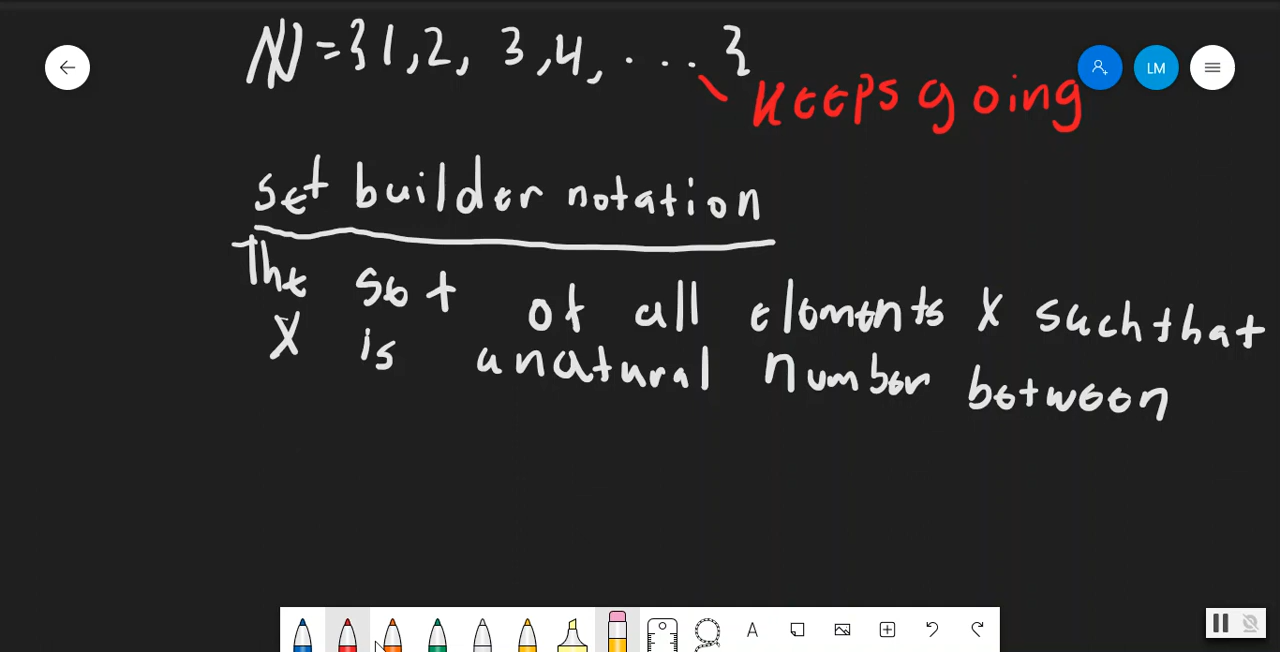 ℕ = {1, 2, 3, 4, . . . }
keeps going
LM
set builder notation
The set of all elements x such that
x is a natural number between
A